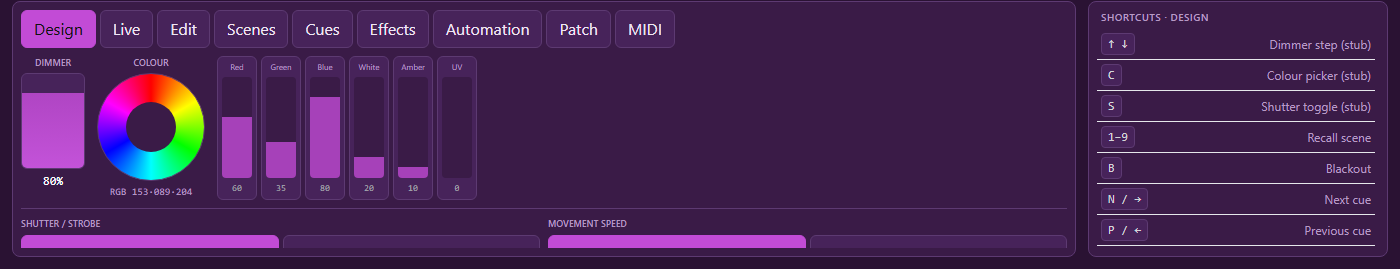 Design Live Edit Scenes Cues Effects Automation Patch MIDI
DIMMER
80%
COLOUR
RGB 153·089·204
Red Green Blue White Amber UV
60 35 80 20 10 0
SHUTTER / STROBE
MOVEMENT SPEED
SHORTCUTS · DESIGN
↑ ↓ Dimmer step (stub)
C Colour picker (stub)
S Shutter toggle (stub)
1–9 Recall scene
B Blackout
N / → Next cue
P / ← Previous cue